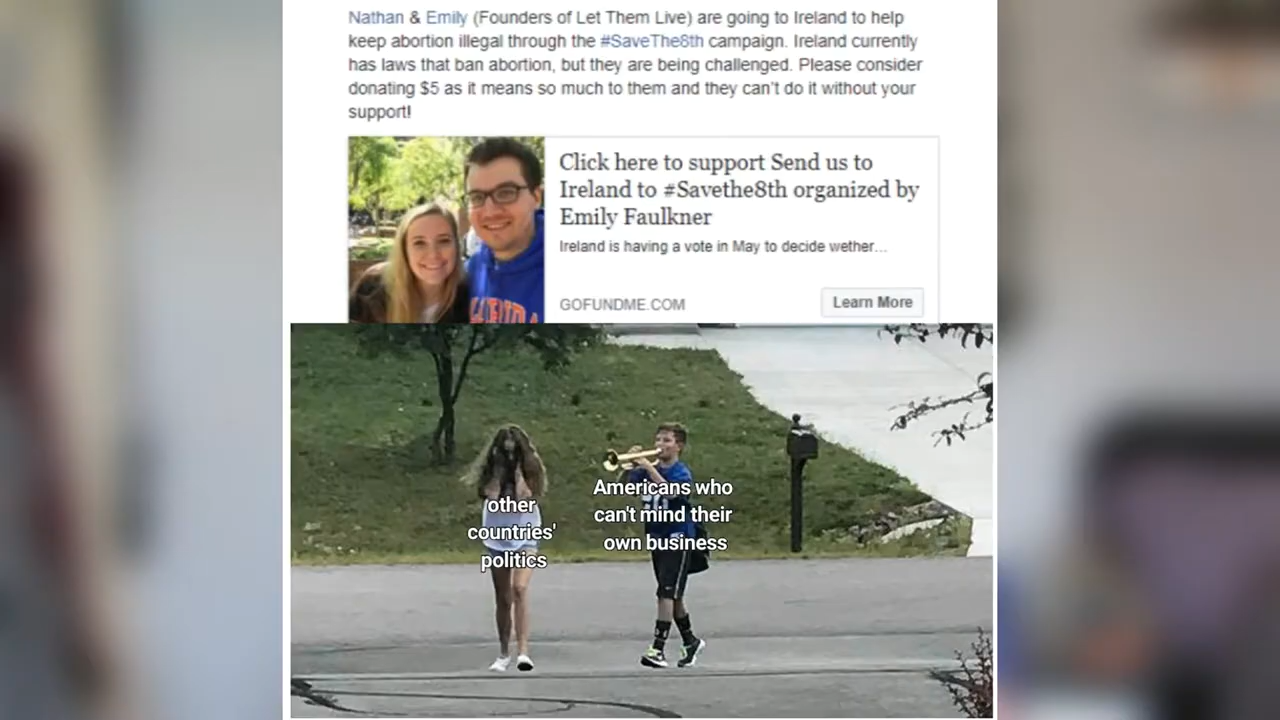 Nathan & Emily (Founders of Let Them Live) are going to Ireland to help
keep abortion illegal through the #SaveThe8th campaign. Ireland currently
has laws that ban abortion, but they are being challenged. Please consider
donating $5 as it means so much to them and they can't do it without your
support!
Click here to support Send us to
Ireland to #Savethe8th organized by
Emily Faulkner
Ireland is having a vote in May to decide wether...
GOFUNDME.COM
Learn More
other
countries'
politics
Americans who
can't mind their
own business